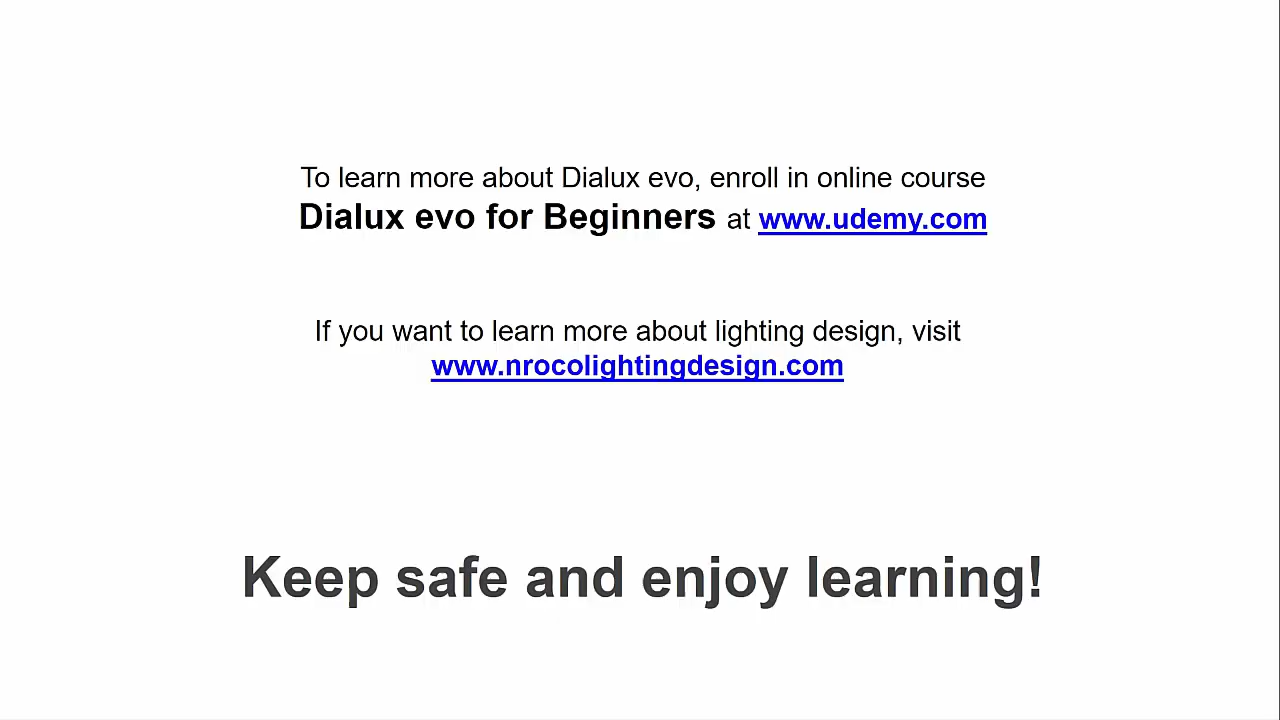 To learn more about Dialux evo, enroll in online course
Dialux evo for Beginners at www.udemy.com
If you want to learn more about lighting design, visit
www.nrocolightingdesign.com
Keep safe and enjoy learning!